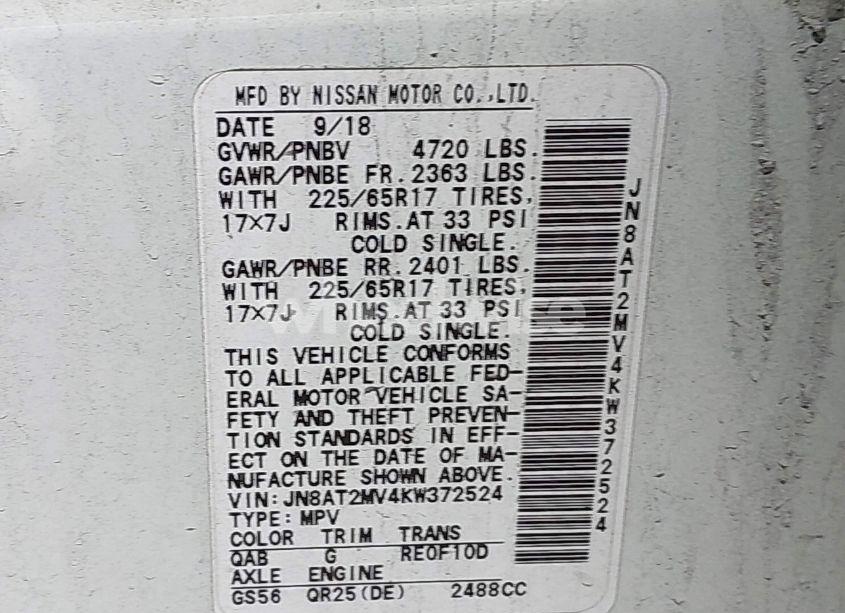 MFD BY NISSAN MOTOR CO.,LTD.
DATE 9/18
GVWR/PNBV 4720 LBS.
GAWR/PNBE FR. 2363 LBS.
WITH 225/65R17 TIRES,
17×7J RIMS.AT 33 PSI
COLD SINGLE.
GAWR/PNBE RR. 2401 LBS.
WITH 225/65R17 TIRES,
17×7J RIMS.AT 33 PSI
COLD SINGLE.
THIS VEHICLE CONFORMS
TO ALL APPLICABLE FED-
ERAL MOTOR VEHICLE SA-
FETY AND THEFT PREVEN-
TION STANDARDS IN EFF-
ECT ON THE DATE OF MA-
NUFACTURE SHOWN ABOVE.
VIN:JN8AT2MV4KW372524
TYPE:MPV
COLOR TRIM TRANS
QAB G RE0F10D
AXLE ENGINE
GS56 QR25(DE) 2488CC
JN8AT2MV4KW372524